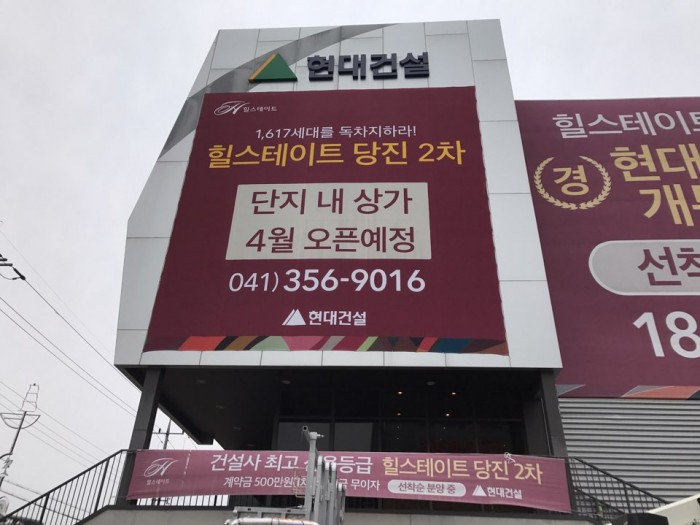 현대건설
힐스테이트
1,617세대를 독차지하라!
힐스테이트 당진 2차
단지 내 상가
4월 오픈예정
041) 356-9016
현대건설
힐스테이트
경
현대
선착
18
힐스테이트
건설사 최고 신용등급 힐스테이트 당진 2차
계약금 500만원 무이자 선착순 분양 중 현대건설